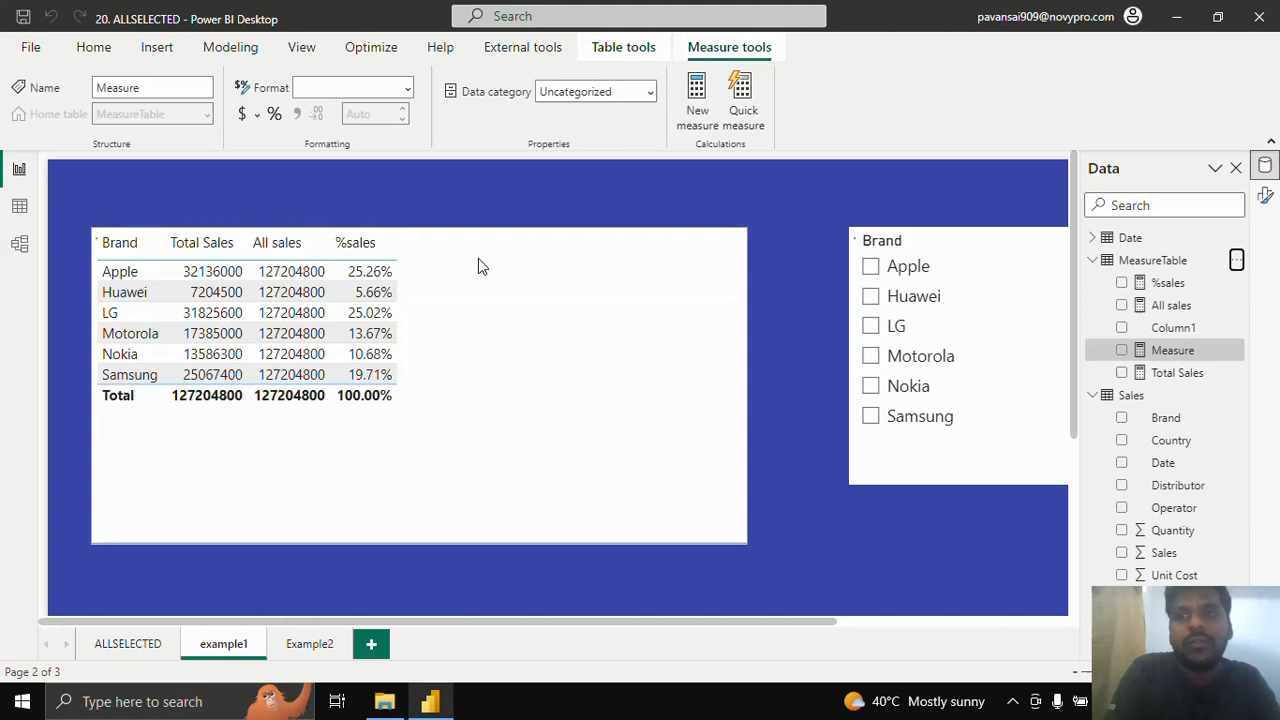 20. ALLSELECTED - Power BI Desktop
Search
pavansai909@novypro.com
File
Home
Insert
Modeling
View
Optimize
Help
External tools
Table tools
Measure tools
Name
Measure
Home table
MeasureTable
Structure
Format
$
%
Auto
Formatting
Data category
Uncategorized
Properties
New measure
Quick measure
Calculations
Brand Total Sales All sales %sales
Apple 32136000 127204800 25.26%
Huawei 7204500 127204800 5.66%
LG 31825600 127204800 25.02%
Motorola 17385000 127204800 13.67%
Nokia 13586300 127204800 10.68%
Samsung 25067400 127204800 19.71%
Total 127204800 127204800 100.00%
Brand
Apple
Huawei
LG
Motorola
Nokia
Samsung
Data
Search
Date
MeasureTable
%sales
All sales
Column1
Measure
Total Sales
Sales
Brand
Country
Date
Distributor
Operator
Quantity
Sales
Unit Cost
ALLSELECTED
example1
Example2
Page 2 of 3
Type here to search
40°C Mostly sunny